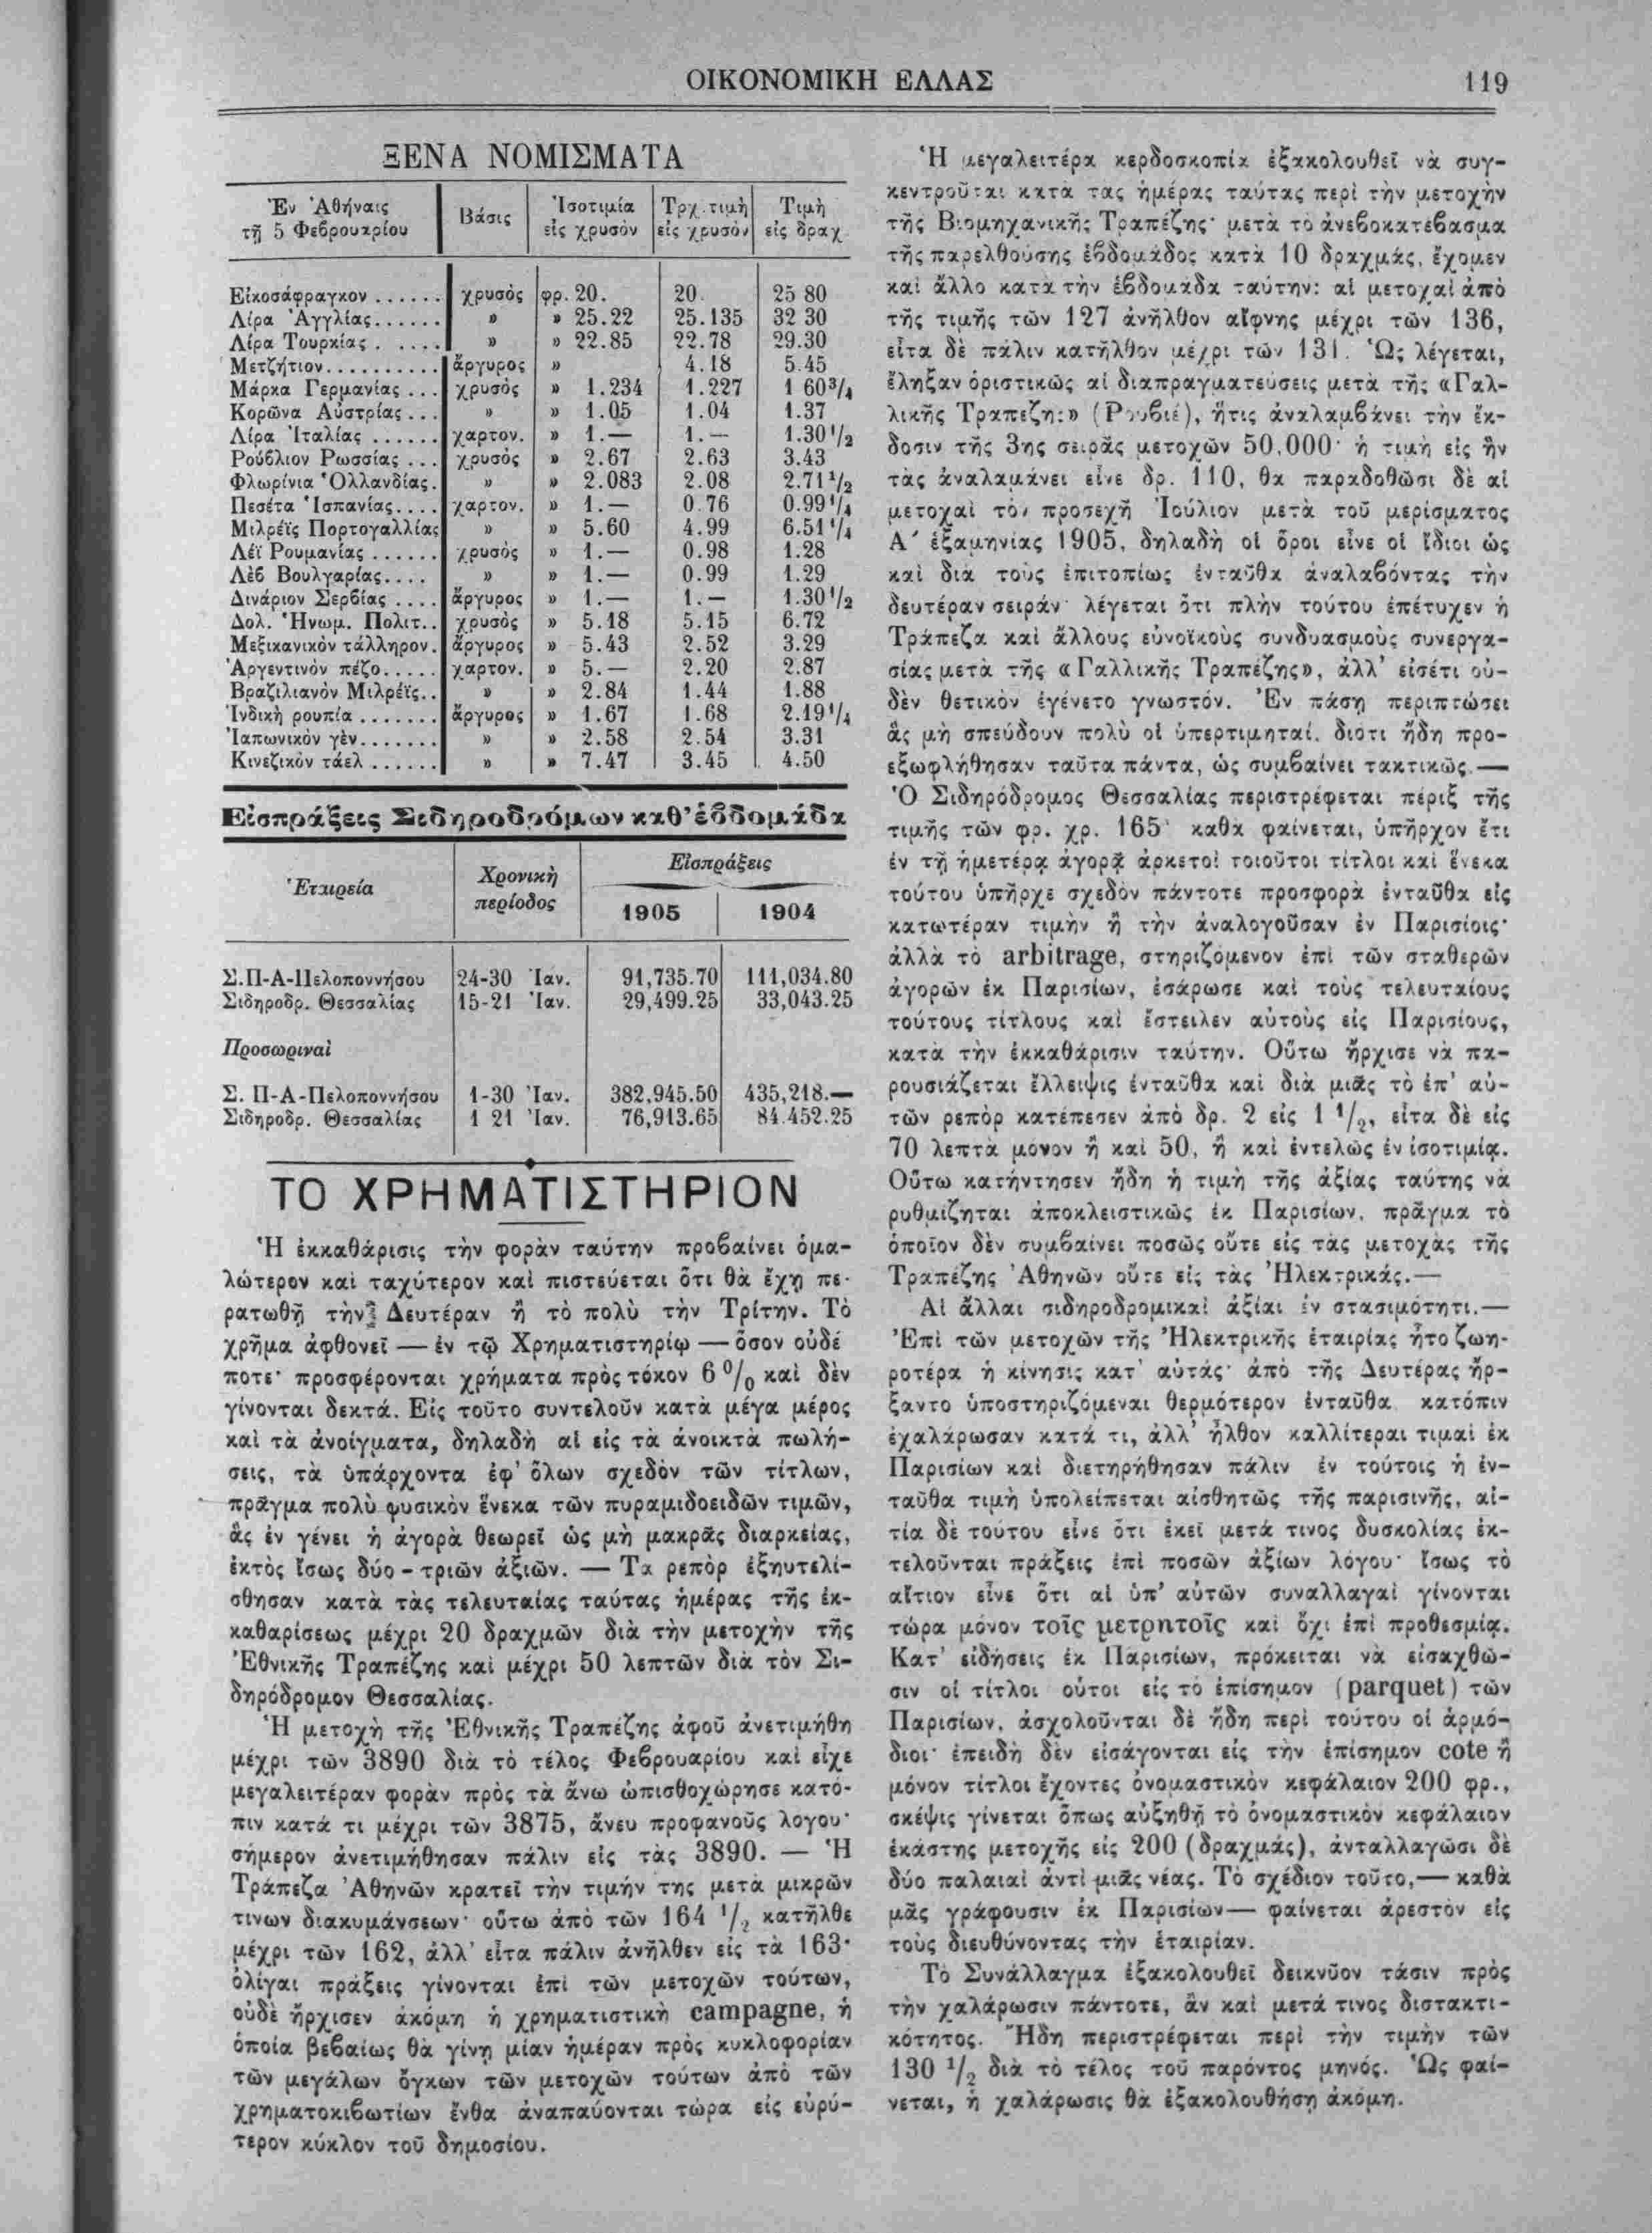 ΟΙΚΟΝΟΜΙΚΗ ΕΛΛΑΣ 119
ΞΕΝΑ ΝΟΜΙΣΜΑΤΑ
Ἐν Ἀθήναις τῇ 5 Φεβρουαρίου | Βάσις | Ἰσοτιμία εἰς χρυσὸν | Τρχ. τιμὴ εἰς χρυσὸν | Τιμὴ εἰς δραχ.
Εἰκοσάφραγκον ...... χρυσὸς φρ. 20. 20. 25 80
Λίρα Ἀγγλίας...... » » 25.22 25.135 32 30
Λίρα Τουρκίας ...... » » 22.85 22.78 29.30
Μετζήτιον.......... ἄργυρος » 4.18 5.45
Μάρκα Γερμανίας ... χρυσὸς » 1.234 1.227 1 60³/₄
Κορῶνα Αὐστρίας... » » 1.05 1.04 1.37
Λίρα Ἰταλίας ...... χαρτον. » 1.— 1.— 1.30¹/₂
Ρούβλιον Ρωσσίας ... χρυσὸς » 2.67 2.63 3.43
Φλωρίνια Ὁλλανδίας. » » 2.083 2.08 2.71¹/₂
Πεσέτα Ἱσπανίας.... χαρτον. » 1.— 0.76 0.99¹/₄
Μιλρέϊς Πορτογαλλίας » » 5.60 4.99 6.51¹/₄
Λέϊ Ρουμανίας ...... χρυσὸς » 1.— 0.98 1.28
Λὲβ Βουλγαρίας.... » » 1.— 0.99 1.29
Δινάριον Σερβίας .... ἄργυρος » 1.— 1.— 1.30¹/₂
Δολ. Ἡνωμ. Πολιτ.. χρυσὸς » 5.18 5.15 6.72
Μεξικανικὸν τάλληρον. ἄργυρος » 5.43 2.52 3.29
Ἀργεντινὸν πέζο..... χαρτον. » 5.— 2.20 2.87
Βραζιλιανὸν Μιλρέϊς.. » » 2.84 1.44 1.88
Ἰνδικὴ ρουπία ....... ἄργυρος » 1.67 1.68 2.19¹/₄
Ἰαπωνικὸν γὲν....... » » 2.58 2.54 3.31
Κινεζικὸν τάελ ...... » » 7.47 3.45 4.50
Εἰσπράξεις Σιδηροδρόμων καθ' ἑβδομάδα
Ἑταιρεία | Χρονικὴ περίοδος | Εἰσπράξεις 1905 | 1904
Σ.Π-Α-Πελοποννήσου 24-30 Ἰαν. 91,735.70 111,034.80
Σιδηροδρ. Θεσσαλίας 15-21 Ἰαν. 29,499.25 33,043.25
Προσωριναὶ
Σ. Π-Α-Πελοποννήσου 1-30 Ἰαν. 382,945.50 435,218.—
Σιδηροδρ. Θεσσαλίας 1 21 Ἰαν. 76,913.65 84.452.25
ΤΟ ΧΡΗΜΑΤΙΣΤΗΡΙΟΝ
Ἡ ἐκκαθάρισις τὴν φορὰν ταύτην προβαίνει ὁμα-
λώτερον καὶ ταχύτερον καὶ πιστεύεται ὅτι θὰ ἔχῃ πε-
ρατωθῇ τὴν Δευτέραν ἢ τὸ πολὺ τὴν Τρίτην. Τὸ
χρῆμα ἀφθονεῖ — ἐν τῷ Χρηματιστηρίῳ — ὅσον οὐδέ
ποτε· προσφέρονται χρήματα πρὸς τόκον 6 ⁰/₀ καὶ δὲν
γίνονται δεκτά. Εἰς τοῦτο συντελοῦν κατὰ μέγα μέρος
καὶ τὰ ἀνοίγματα, δηλαδὴ αἱ εἰς τὰ ἀνοικτὰ πωλή-
σεις, τὰ ὑπάρχοντα ἐφ' ὅλων σχεδὸν τῶν τίτλων,
πρᾶγμα πολὺ φυσικὸν ἕνεκα τῶν πυραμιδοειδῶν τιμῶν,
ἃς ἐν γένει ἡ ἀγορὰ θεωρεῖ ὡς μὴ μακρᾶς διαρκείας,
ἐκτὸς ἴσως δύο - τριῶν ἀξιῶν. — Τα ρεπὸρ ἐξηυτελί-
σθησαν κατὰ τὰς τελευταίας ταύτας ἡμέρας τῆς ἐκ-
καθαρίσεως μέχρι 20 δραχμῶν διὰ τὴν μετοχὴν τῆς
Ἐθνικῆς Τραπέζης καὶ μέχρι 50 λεπτῶν διὰ τὸν Σι-
δηρόδρομον Θεσσαλίας.
Ἡ μετοχὴ τῆς Ἐθνικῆς Τραπέζης ἀφοῦ ἀνετιμήθη
μέχρι τῶν 3890 διὰ τὸ τέλος Φεβρουαρίου καὶ εἶχε
μεγαλειτέραν φορὰν πρὸς τὰ ἄνω ὠπισθοχώρησε κατό-
πιν κατά τι μέχρι τῶν 3875, ἄνευ προφανοῦς λογου·
σήμερον ἀνετιμήθησαν πάλιν εἰς τὰς 3890. — Ἡ
Τράπεζα Ἀθηνῶν κρατεῖ τὴν τιμήν της μετὰ μικρῶν
τινων διακυμάνσεων· οὕτω ἀπὸ τῶν 164 ¹/₂ κατῆλθε
μέχρι τῶν 162, ἀλλ' εἶτα πάλιν ἀνῆλθεν εἰς τὰ 163·
ὀλίγαι πράξεις γίνονται ἐπὶ τῶν μετοχῶν τούτων,
οὐδὲ ἤρχισεν ἀκόμη ἡ χρηματιστικὴ campagne, ἡ
ὁποία βεβαίως θὰ γίνῃ μίαν ἡμέραν πρὸς κυκλοφορίαν
τῶν μεγάλων ὄγκων τῶν μετοχῶν τούτων ἀπὸ τῶν
χρηματοκιβωτίων ἔνθα ἀναπαύονται τώρα εἰς εὐρύ-
τερον κύκλον τοῦ δημοσίου.
Ἡ μεγαλειτέρα κερδοσκοπία ἐξακολουθεῖ νὰ συγ-
κεντροῦται κατὰ τας ἡμέρας ταύτας περὶ τὴν μετοχὴν
τῆς Βιομηχανικῆς Τραπέζης· μετὰ τὸ ἀνεβοκατέβασμα
τῆς παρελθούσης ἑβδομάδος κατὰ 10 δραχμάς, ἔχομεν
καὶ ἄλλο κατὰ τὴν ἑβδομάδα ταύτην: αἱ μετοχαὶ ἀπὸ
τῆς τιμῆς τῶν 127 ἀνῆλθον αἴφνης μέχρι τῶν 136,
εἶτα δὲ πάλιν κατῆλθον μέχρι τῶν 131. Ὡς λέγεται,
ἔληξαν ὁριστικῶς αἱ διαπραγματεύσεις μετὰ τῆς «Γαλ-
λικῆς Τραπέζης» (Ρουβιέ), ἥτις ἀναλαμβάνει τὴν ἔκ-
δοσιν τῆς 3ης σειρᾶς μετοχῶν 50.000· ἡ τιμὴ εἰς ἣν
τὰς ἀναλαμάνει εἶνε δρ. 110, θα παραδοθῶσι δὲ αἱ
μετοχαὶ τὸν προσεχῆ Ἰούλιον μετὰ τοῦ μερίσματος
Α΄ ἑξαμηνίας 1905, δηλαδὴ οἱ ὅροι εἶνε οἱ ἴδιοι ὡς
καὶ διὰ τοὺς ἐπιτοπίως ἐνταῦθα ἀναλαβόντας τὴν
δευτέραν σειράν· λέγεται ὅτι πλὴν τούτου ἐπέτυχεν ἡ
Τράπεζα καὶ ἄλλους εὐνοϊκοὺς συνδυασμοὺς συνεργα-
σίας μετὰ τῆς «Γαλλικῆς Τραπέζης», ἀλλ' εἰσέτι οὐ-
δὲν θετικὸν ἐγένετο γνωστόν. Ἐν πάσῃ περιπτώσει
ἂς μὴ σπεύδουν πολὺ οἱ ὑπερτιμηταί, διότι ἤδη προ-
εξωφλήθησαν ταῦτα πάντα, ὡς συμβαίνει τακτικῶς.—
Ὁ Σιδηρόδρομος Θεσσαλίας περιστρέφεται πέριξ τῆς
τιμῆς τῶν φρ. χρ. 165· καθὰ φαίνεται, ὑπῆρχον ἔτι
ἐν τῇ ἡμετέρᾳ ἀγορᾷ ἀρκετοὶ τοιοῦτοι τίτλοι καὶ ἕνεκα
τούτου ὑπῆρχε σχεδὸν πάντοτε προσφορὰ ἐνταῦθα εἰς
κατωτέραν τιμὴν ἢ τὴν ἀναλογοῦσαν ἐν Παρισίοις·
ἀλλὰ τὸ arbitrage, στηριζόμενον ἐπὶ τῶν σταθερῶν
ἀγορῶν ἐκ Παρισίων, ἐσάρωσε καὶ τοὺς τελευταίους
τούτους τίτλους καὶ ἔστειλεν αὐτοὺς εἰς Παρισίους,
κατὰ τὴν ἐκκαθάρισιν ταύτην. Οὕτω ἤρχισε νὰ πα-
ρουσιάζεται ἔλλειψις ἐνταῦθα καὶ διὰ μιᾶς τὸ ἐπ' αὐ-
τῶν ρεπὸρ κατέπεσεν ἀπὸ δρ. 2 εἰς 1 ¹/₂, εἶτα δὲ εἰς
70 λεπτὰ μόνον ἢ καὶ 50, ἢ καὶ ἐντελῶς ἐν ἰσοτιμίᾳ.
Οὕτω κατήντησεν ἤδη ἡ τιμὴ τῆς ἀξίας ταύτης νὰ
ρυθμίζηται ἀποκλειστικῶς ἐκ Παρισίων, πρᾶγμα τὸ
ὁποῖον δὲν συμβαίνει ποσῶς οὔτε εἰς τὰς μετοχὰς τῆς
Τραπέζης Ἀθηνῶν οὔτε εἰς τὰς Ἠλεκτρικάς.—
Αἱ ἄλλαι σιδηροδρομικαὶ ἀξίαι ἐν στασιμότητι.—
Ἐπὶ τῶν μετοχῶν τῆς Ἠλεκτρικῆς ἑταιρίας ἦτο ζωη-
ροτέρα ἡ κίνησις κατ' αὐτάς· ἀπὸ τῆς Δευτέρας ἤρ-
ξαντο ὑποστηριζόμεναι θερμότερον ἐνταῦθα κατόπιν
ἐχαλάρωσαν κατά τι, ἀλλ' ἦλθον καλλίτεραι τιμαὶ ἐκ
Παρισίων καὶ διετηρήθησαν πάλιν ἐν τούτοις ἡ ἐν-
ταῦθα τιμὴ ὑπολείπεται αἰσθητῶς τῆς παρισινῆς, αἰ-
τία δὲ τούτου εἶνε ὅτι ἐκεῖ μετά τινος δυσκολίας ἐκ-
τελοῦνται πράξεις ἐπὶ ποσῶν ἀξίων λόγου· ἴσως τὸ
αἴτιον εἶνε ὅτι αἱ ὑπ' αὐτῶν συναλλαγαὶ γίνονται
τώρα μόνον τοῖς μετρητοῖς καὶ ὄχι ἐπὶ προθεσμίᾳ.
Κατ' εἰδήσεις ἐκ Παρισίων, πρόκειται νὰ εἰσαχθῶ-
σιν οἱ τίτλοι οὗτοι εἰς τὸ ἐπίσημον (parquet) τῶν
Παρισίων, ἀσχολοῦνται δὲ ἤδη περὶ τούτου οἱ ἁρμό-
διοι· ἐπειδὴ δὲν εἰσάγονται εἰς τὴν ἐπίσημον cote ἢ
μόνον τίτλοι ἔχοντες ὀνομαστικὸν κεφάλαιον 200 φρ.,
σκέψις γίνεται ὅπως αὐξηθῇ τὸ ὀνομαστικὸν κεφάλαιον
ἑκάστης μετοχῆς εἰς 200 (δραχμάς), ἀνταλλαγῶσι δὲ
δύο παλαιαὶ ἀντὶ μιᾶς νέας. Τὸ σχέδιον τοῦτο,— καθὰ
μᾶς γράφουσιν ἐκ Παρισίων— φαίνεται ἀρεστὸν εἰς
τοὺς διευθύνοντας τὴν ἑταιρίαν.
Τὸ Συνάλλαγμα ἐξακολουθεῖ δεικνῦον τάσιν πρὸς
τὴν χαλάρωσιν πάντοτε, ἂν καὶ μετά τινος διστακτι-
κότητος. Ἤδη περιστρέφεται περὶ τὴν τιμὴν τῶν
130 ¹/₂ διὰ τὸ τέλος τοῦ παρόντος μηνός. Ὡς φαί-
νεται, ἡ χαλάρωσις θὰ ἐξακολουθήσῃ ἀκόμη.